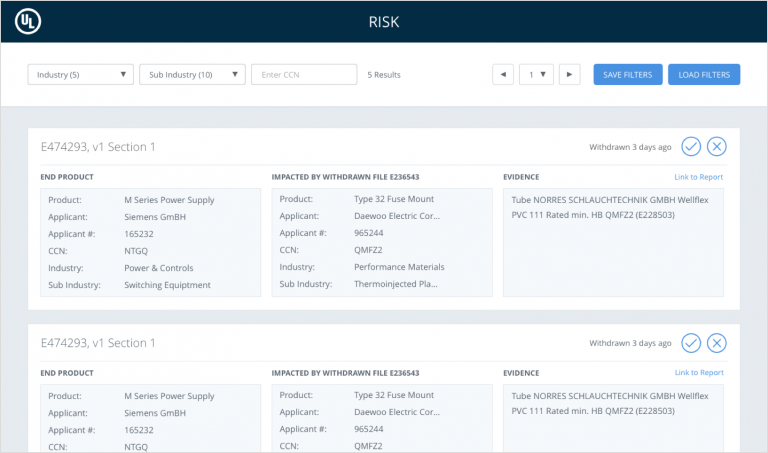 UL
RISK
Industry (5)
Sub Industry (10)
Enter CCN
5 Results
1
SAVE FILTERS
LOAD FILTERS
E474293, v1 Section 1
Withdrawn 3 days ago
END PRODUCT
Product: M Series Power Supply
Applicant: Siemens GmBH
Applicant #: 165232
CCN: NTGQ
Industry: Power & Controls
Sub Industry: Switching Equiptment
IMPACTED BY WITHDRAWN FILE E236543
Product: Type 32 Fuse Mount
Applicant: Daewoo Electric Cor...
Applicant #: 965244
CCN: QMFZ2
Industry: Performance Materials
Sub Industry: Thermoinjected Pla...
EVIDENCE
Link to Report
Tube NORRES SCHLAUCHTECHNIK GMBH Wellflex
PVC 111 Rated min. HB QMFZ2 (E228503)
E474293, v1 Section 1
Withdrawn 3 days ago
END PRODUCT
Product: M Series Power Supply
Applicant: Siemens GmBH
Applicant #: 165232
CCN: NTGQ
IMPACTED BY WITHDRAWN FILE E236543
Product: Type 32 Fuse Mount
Applicant: Daewoo Electric Cor...
Applicant #: 965244
CCN: QMFZ2
EVIDENCE
Link to Report
Tube NORRES SCHLAUCHTECHNIK GMBH Wellflex
PVC 111 Rated min. HB QMFZ2 (E228503)